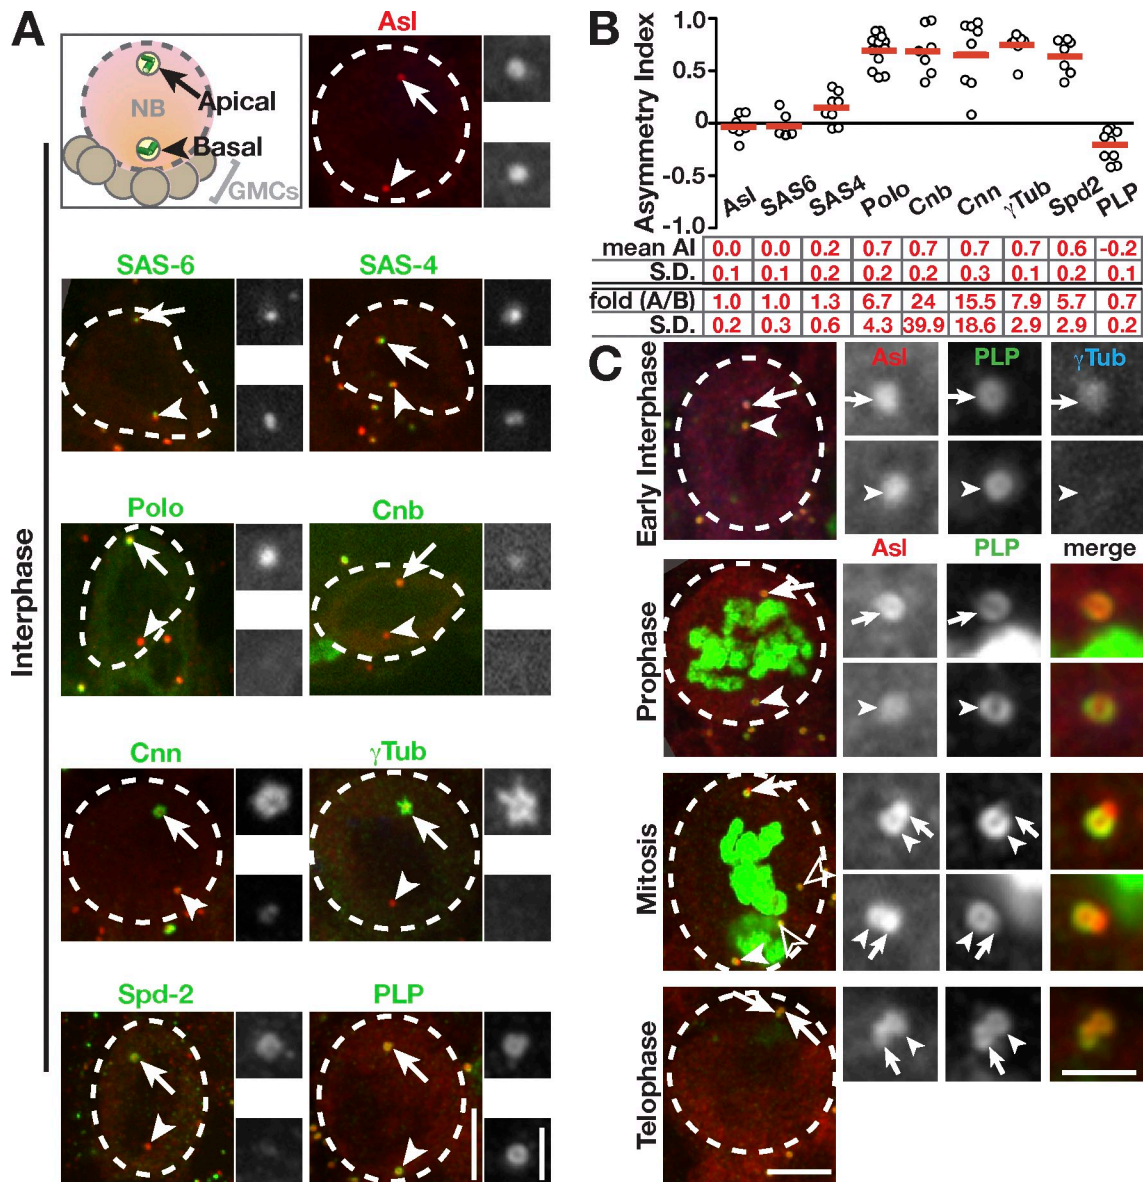 A
Asl
NB
Apical
Basal
GMCs
SAS-6
SAS-4
Polo
Cnb
Interphase
Cnn
γTub
Spd-2
PLP
B
Asymmetry Index
1.0
0.5
0
-0.5
-1.0
Asl
SAS6
SAS4
Polo
Cnb
Cnn
γTub
Spd2
PLP
mean AI 0.0 0.0 0.2 0.7 0.7 0.7 0.7 0.6 -0.2
S.D. 0.1 0.1 0.2 0.2 0.2 0.3 0.1 0.2 0.1
fold (A/B) 1.0 1.0 1.3 6.7 24 15.5 7.9 5.7 0.7
S.D. 0.2 0.3 0.6 4.3 39.9 18.6 2.9 2.9 0.2
C
Early Interphase
Asl PLP γTub
Prophase
Asl PLP merge
Mitosis
Telophase